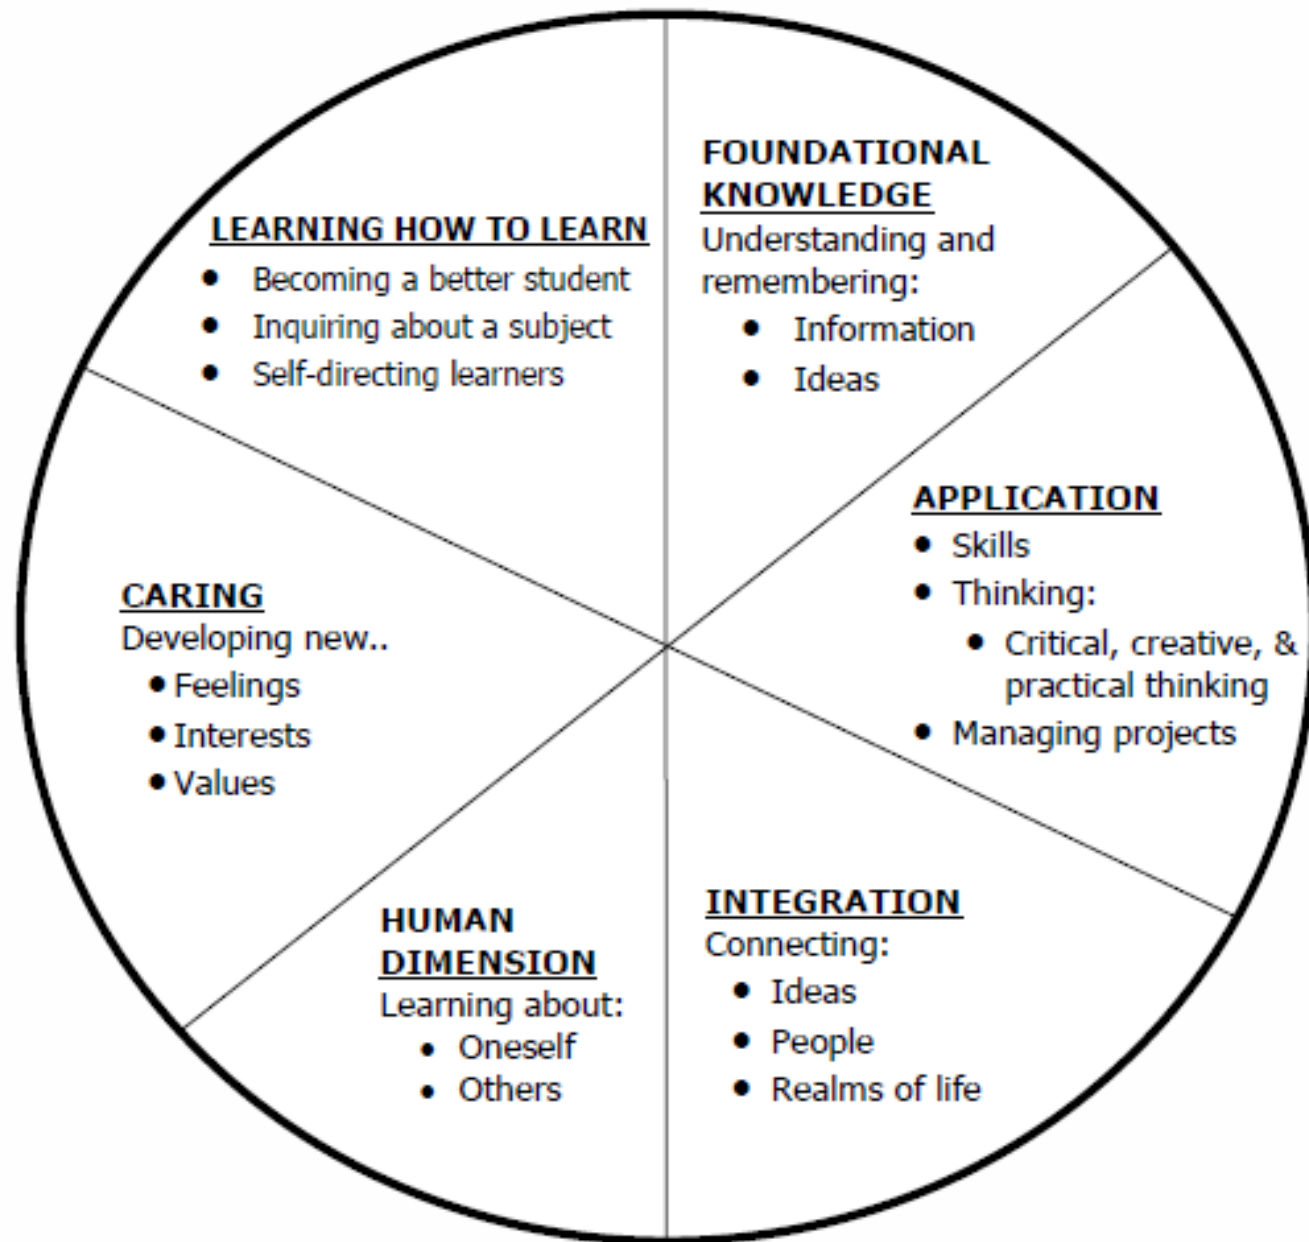 FOUNDATIONAL
KNOWLEDGE
Understanding and
remembering:
• Information
• Ideas
APPLICATION
• Skills
• Thinking:
• Critical, creative, &
practical thinking
• Managing projects
INTEGRATION
Connecting:
• Ideas
• People
• Realms of life
HUMAN
DIMENSION
Learning about:
• Oneself
• Others
CARING
Developing new..
• Feelings
• Interests
• Values
LEARNING HOW TO LEARN
• Becoming a better student
• Inquiring about a subject
• Self-directing learners